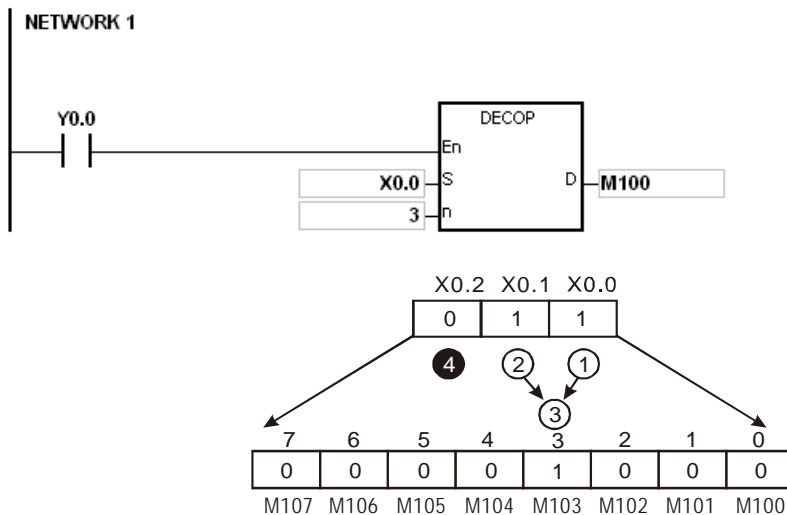 NETWORK 1
Y0.0
DECOP
En
X0.0 S D M100
3 n
X0.2 X0.1 X0.0
0 1 1
4 2 1
3
7 6 5 4 3 2 1 0
0 0 0 0 1 0 0 0
M107 M106 M105 M104 M103 M102 M101 M100